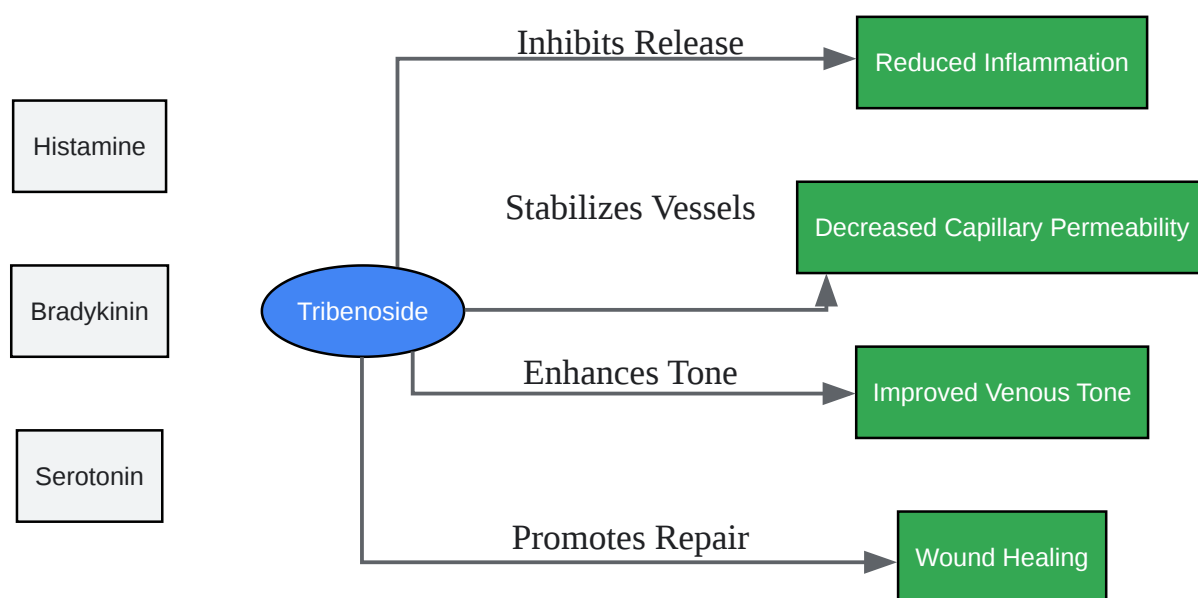 Inhibits Release
Reduced Inflammation
Histamine
Stabilizes Vessels
Decreased Capillary Permeability
Bradykinin
Tribenoside
Enhances Tone
Improved Venous Tone
Serotonin
Promotes Repair
Wound Healing